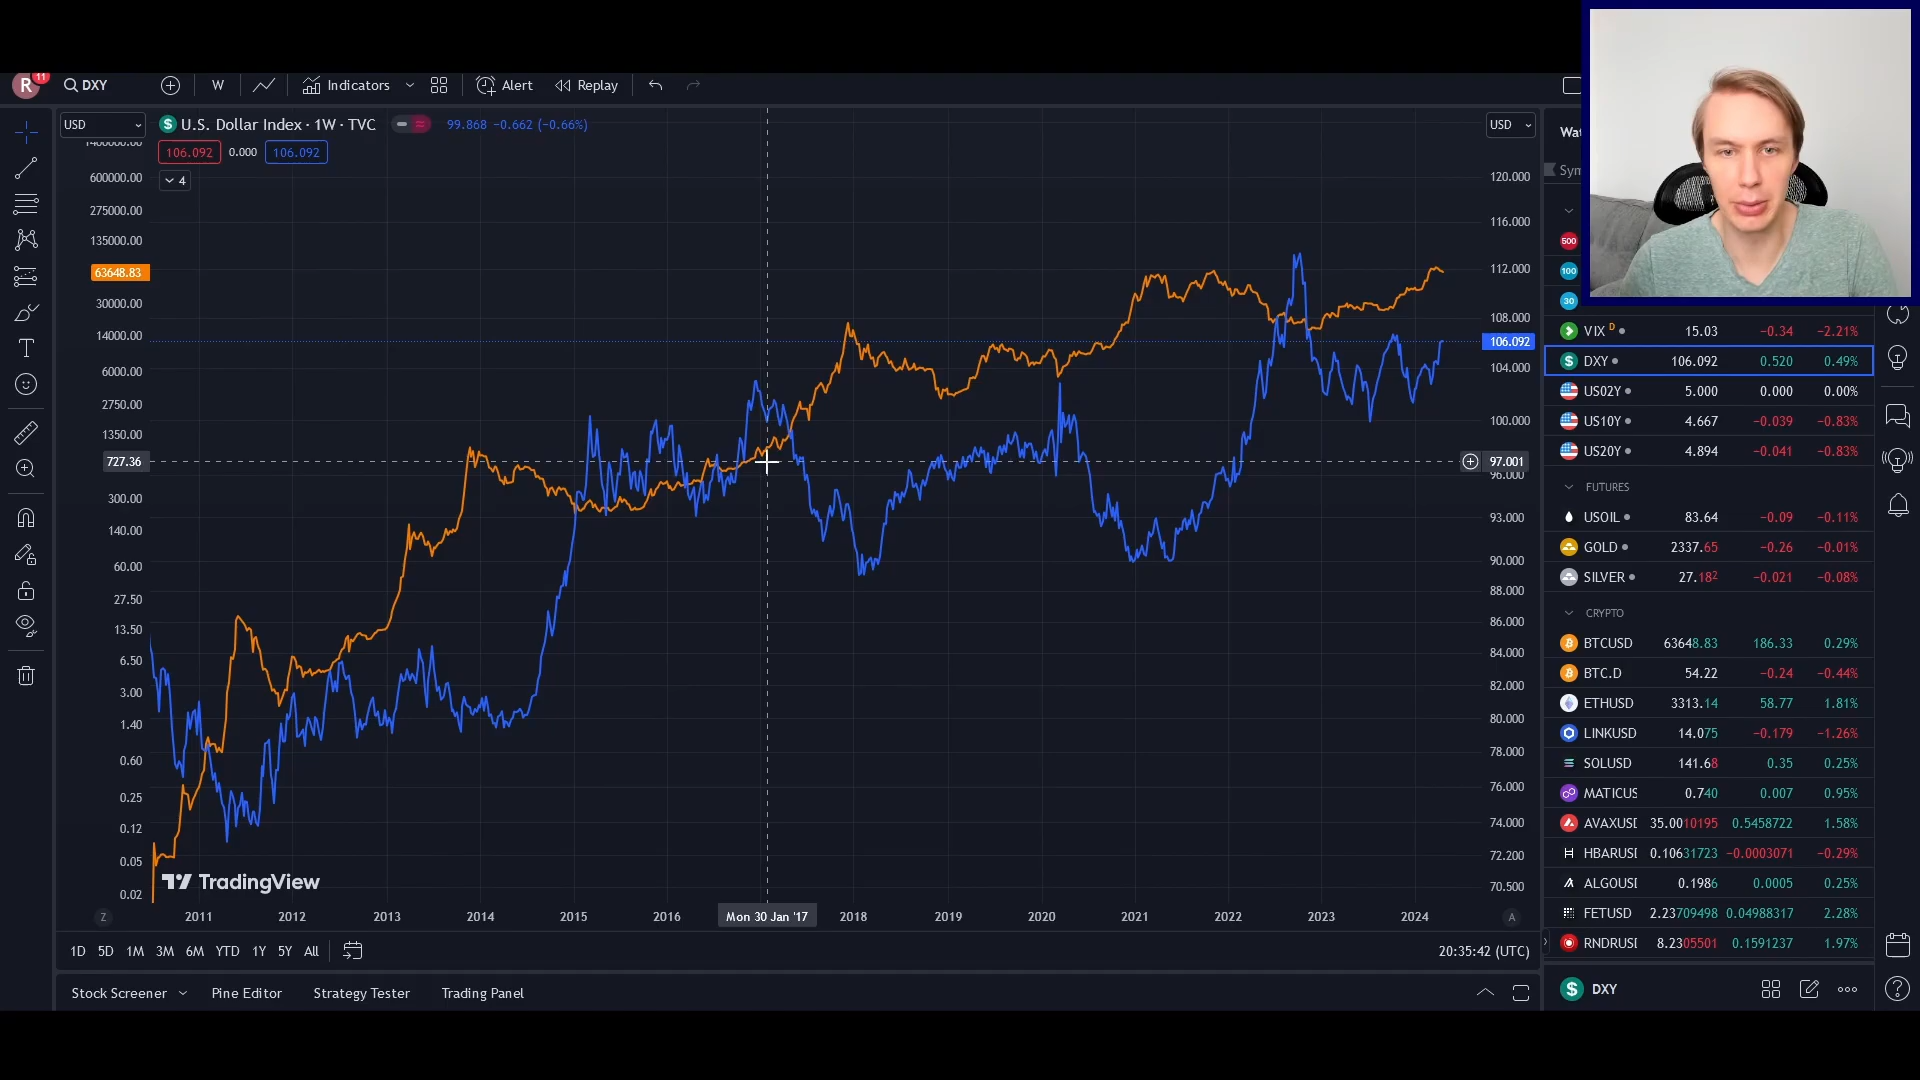 R 11 DXY W Indicators Alert Replay
USD U.S. Dollar Index · 1W · TVC 99.868 −0.662 (−0.66%) USD
106.092 0.000 106.092
4
600000.00
275000.00
135000.00
63648.83
30000.00
14000.00
6000.00
2750.00
1350.00
727.36
300.00
140.00
60.00
27.50
13.50
6.50
3.00
1.40
0.60
0.25
0.12
0.05
0.02
120.000
116.000
112.000
108.000
106.092
104.000
100.000
97.001
96.000
93.000
90.000
88.000
86.000
84.000
82.000
80.000
78.000
76.000
74.000
72.200
70.500
TradingView
Z 2011 2012 2013 2014 2015 2016 Mon 30 Jan '17 2018 2019 2020 2021 2022 2023 2024 A
1D 5D 1M 3M 6M YTD 1Y 5Y All 20:35:42 (UTC)
Stock Screener Pine Editor Strategy Tester Trading Panel
Wa
Sym
500
100
30
VIX D 15.03 −0.34 −2.21%
DXY 106.092 0.520 0.49%
US02Y 5.000 0.000 0.00%
US10Y 4.667 −0.039 −0.83%
US20Y 4.894 −0.041 −0.83%
FUTURES
USOIL 83.64 −0.09 −0.11%
GOLD 2337.65 −0.26 −0.01%
SILVER 27.182 −0.021 −0.08%
CRYPTO
BTCUSD 63648.83 186.33 0.29%
BTC.D 54.22 −0.24 −0.44%
ETHUSD 3313.14 58.77 1.81%
LINKUSD 14.075 −0.179 −1.26%
SOLUSD 141.68 0.35 0.25%
MATICUS 0.740 0.007 0.95%
AVAXUSD 35.0010195 0.5458722 1.58%
HBARUSD 0.10631723 −0.0003071 −0.29%
ALGOUSD 0.1986 0.0005 0.25%
FETUSD 2.23709498 0.04988317 2.28%
RNDRUSD 8.2305501 0.1591237 1.97%
$ DXY